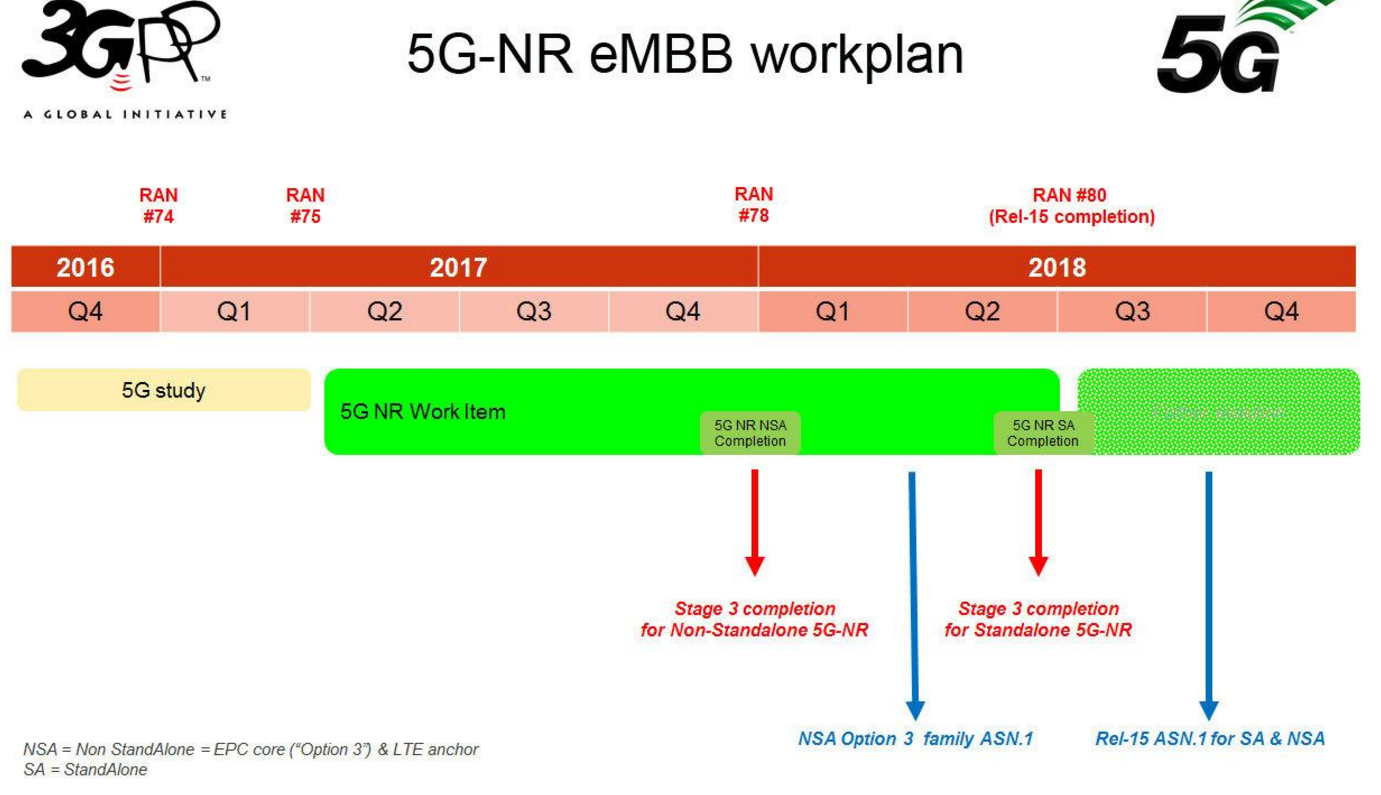 3GPP
TM
A GLOBAL INITIATIVE
5G-NR eMBB workplan
5G
RAN
#74
RAN
#75
RAN
#78
RAN #80
(Rel-15 completion)
2016 2017 2018
Q4 Q1 Q2 Q3 Q4 Q1 Q2 Q3 Q4
5G study
5G NR Work Item
5G NR NSA
Completion
5G NR SA
Completion
Stage 3 completion
for Non-Standalone 5G-NR
Stage 3 completion
for Standalone 5G-NR
NSA Option 3 family ASN.1
Rel-15 ASN.1 for SA & NSA
NSA = Non StandAlone = EPC core (“Option 3”) & LTE anchor
SA = StandAlone